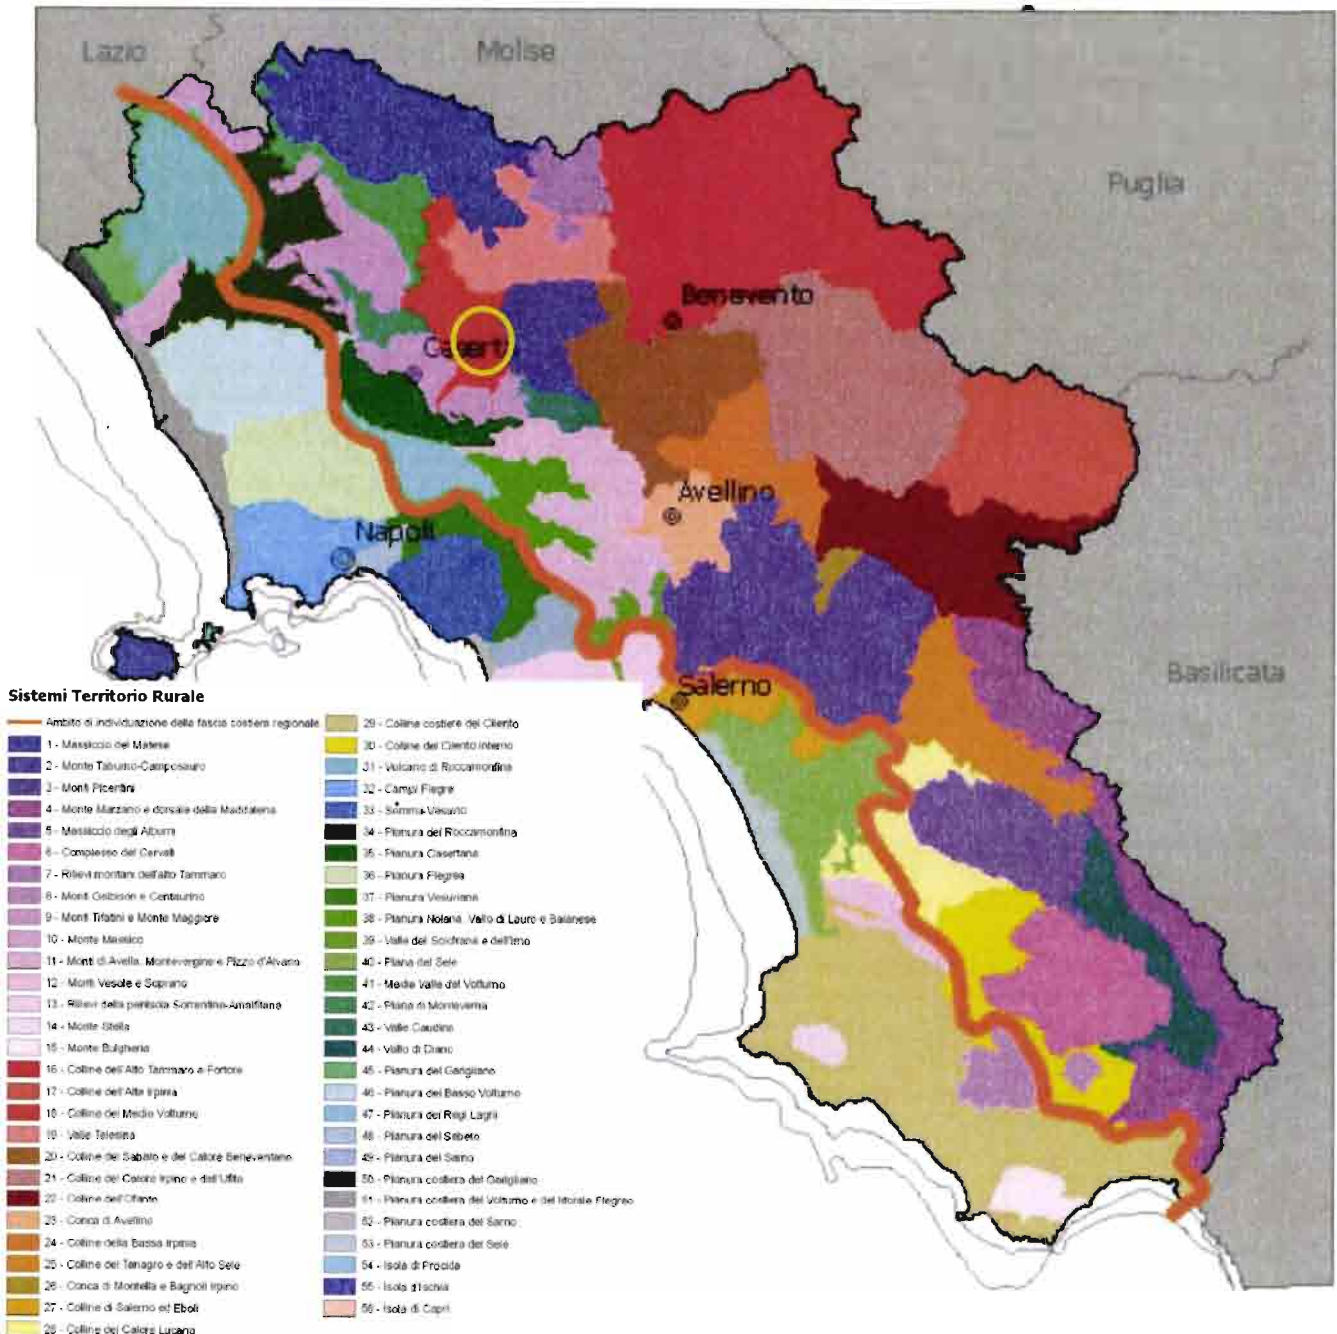 Lazio
Molise
Puglia
Benevento
Caserta
Avellino
Napoli
Basilicata
Salerno
Sistemi Territorio Rurale
Ambito di individuazione della fascia costiera regionale
1 - Massiccio del Matese
2 - Monte Taburno-Camposauro
3 - Monti Picentini
4 - Monte Marzano e dorsale della Maddalena
5 - Massiccio degli Alburni
6 - Complesso del Cervati
7 - Rilievi montani dell'alto Tammaro
8 - Monti Gelbison e Centaurino
9 - Monti Tifatini e Monte Maggiore
10 - Monte Massico
11 - Monti di Avella, Montevergine e Pizzo d'Alvano
12 - Monti Vesole e Soprano
13 - Rilievi della penisola Sorrentino-Amalfitana
14 - Monte Stella
15 - Monte Bulgheria
16 - Colline dell'Alto Tammaro e Fortore
17 - Colline dell'Alta Irpinia
18 - Colline del Medio Volturno
19 - Valle Telesina
20 - Colline del Sabato e del Calore Beneventano
21 - Colline del Calore Irpino e dell'Ufita
22 - Colline dell'Ofanto
23 - Conca di Avellino
24 - Colline della Bassa Irpinia
25 - Colline del Tanagro e dell'Alto Sele
26 - Conca di Montella e Bagnoli Irpino
27 - Colline di Salerno ed Eboli
28 - Colline del Calore Lucano
29 - Colline costiere del Cilento
30 - Colline del Cilento interno
31 - Vulcano di Roccamonfina
32 - Campi Flegrei
33 - Somma-Vesuvio
34 - Pianura del Roccamonfina
35 - Pianura Casertana
36 - Pianura Flegrea
37 - Pianura Vesuviana
38 - Pianura Nolana, Vallo di Lauro e Baianese
39 - Valle del Solofrana e dell'Irno
40 - Piana del Sele
41 - Media Valle del Volturno
42 - Piana di Monteverna
43 - Valle Caudina
44 - Vallo di Diano
45 - Pianura del Garigliano
46 - Pianura del Basso Volturno
47 - Pianura dei Regi Lagni
48 - Pianura del Sebeto
49 - Pianura del Sarno
50 - Pianura costiera del Garigliano
51 - Pianura costiera del Volturno e del litorale Flegreo
52 - Pianura costiera del Sarno
53 - Pianura costiera del Sele
54 - Isola di Procida
55 - Isola d'Ischia
56 - Isola di Capri